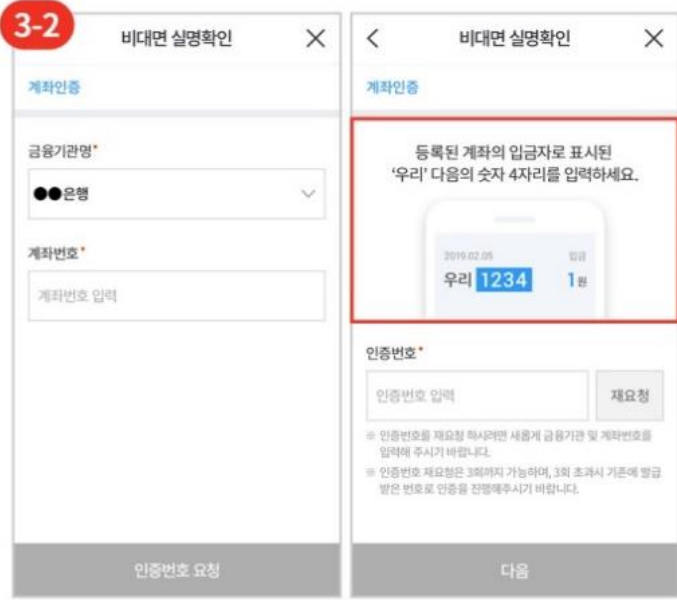 3-2
비대면 실명확인
계좌인증
금융기관명*
●●은행
계좌번호*
계좌번호 입력
인증번호 요청
비대면 실명확인
계좌인증
등록된 계좌의 입금자로 표시된
‘우리’ 다음의 숫자 4자리를 입력하세요.
2019.02.05 입금
우리 1234 1원
인증번호*
인증번호 입력 재요청
※ 인증번호를 재요청 하시려면 새롭게 금융기관 및 계좌번호를
입력해 주시기 바랍니다.
※ 인증번호 재요청은 3회까지 가능하며, 3회 초과시 기존에 발급
받은 번호로 인증을 진행해주시기 바랍니다.
다음